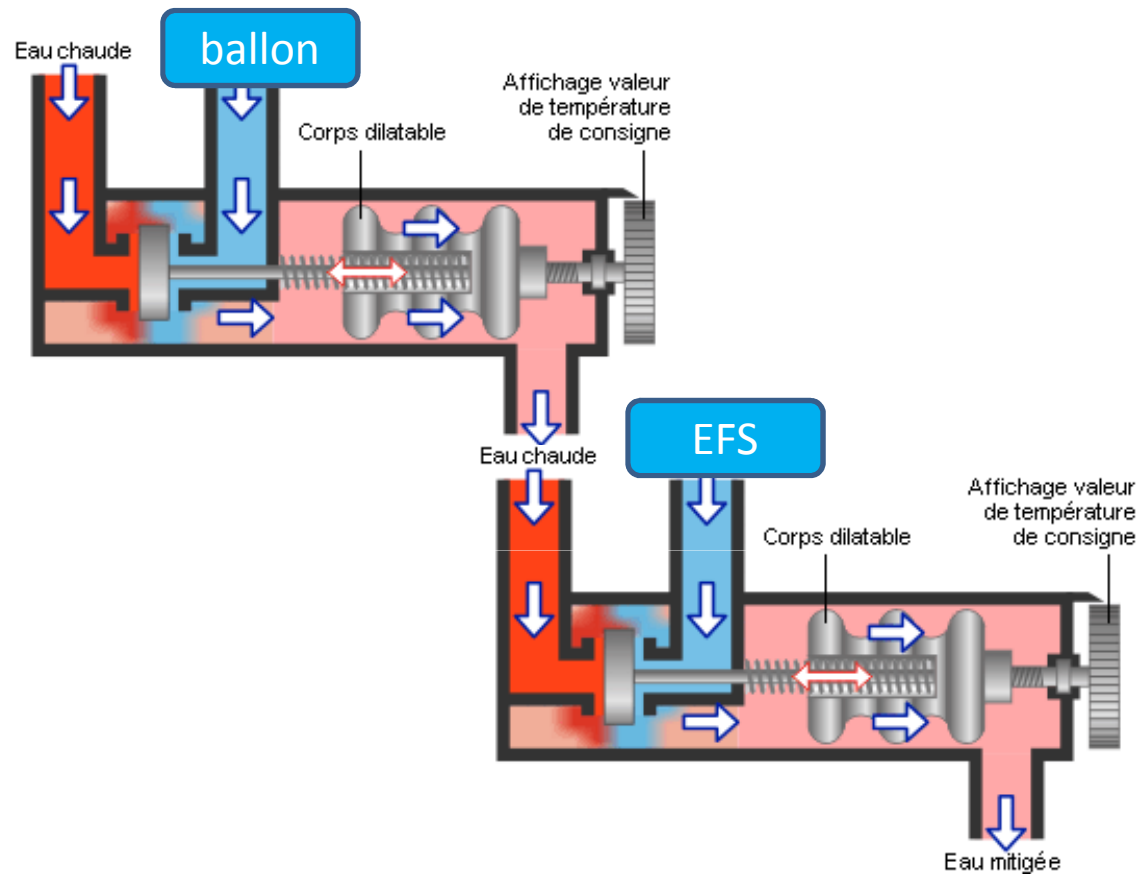 Eau chaude
ballon
Affichage valeur
de température
de consigne
Corps dilatable
Eau chaude
EFS
Affichage valeur
de température
de consigne
Corps dilatable
Eau mitigée